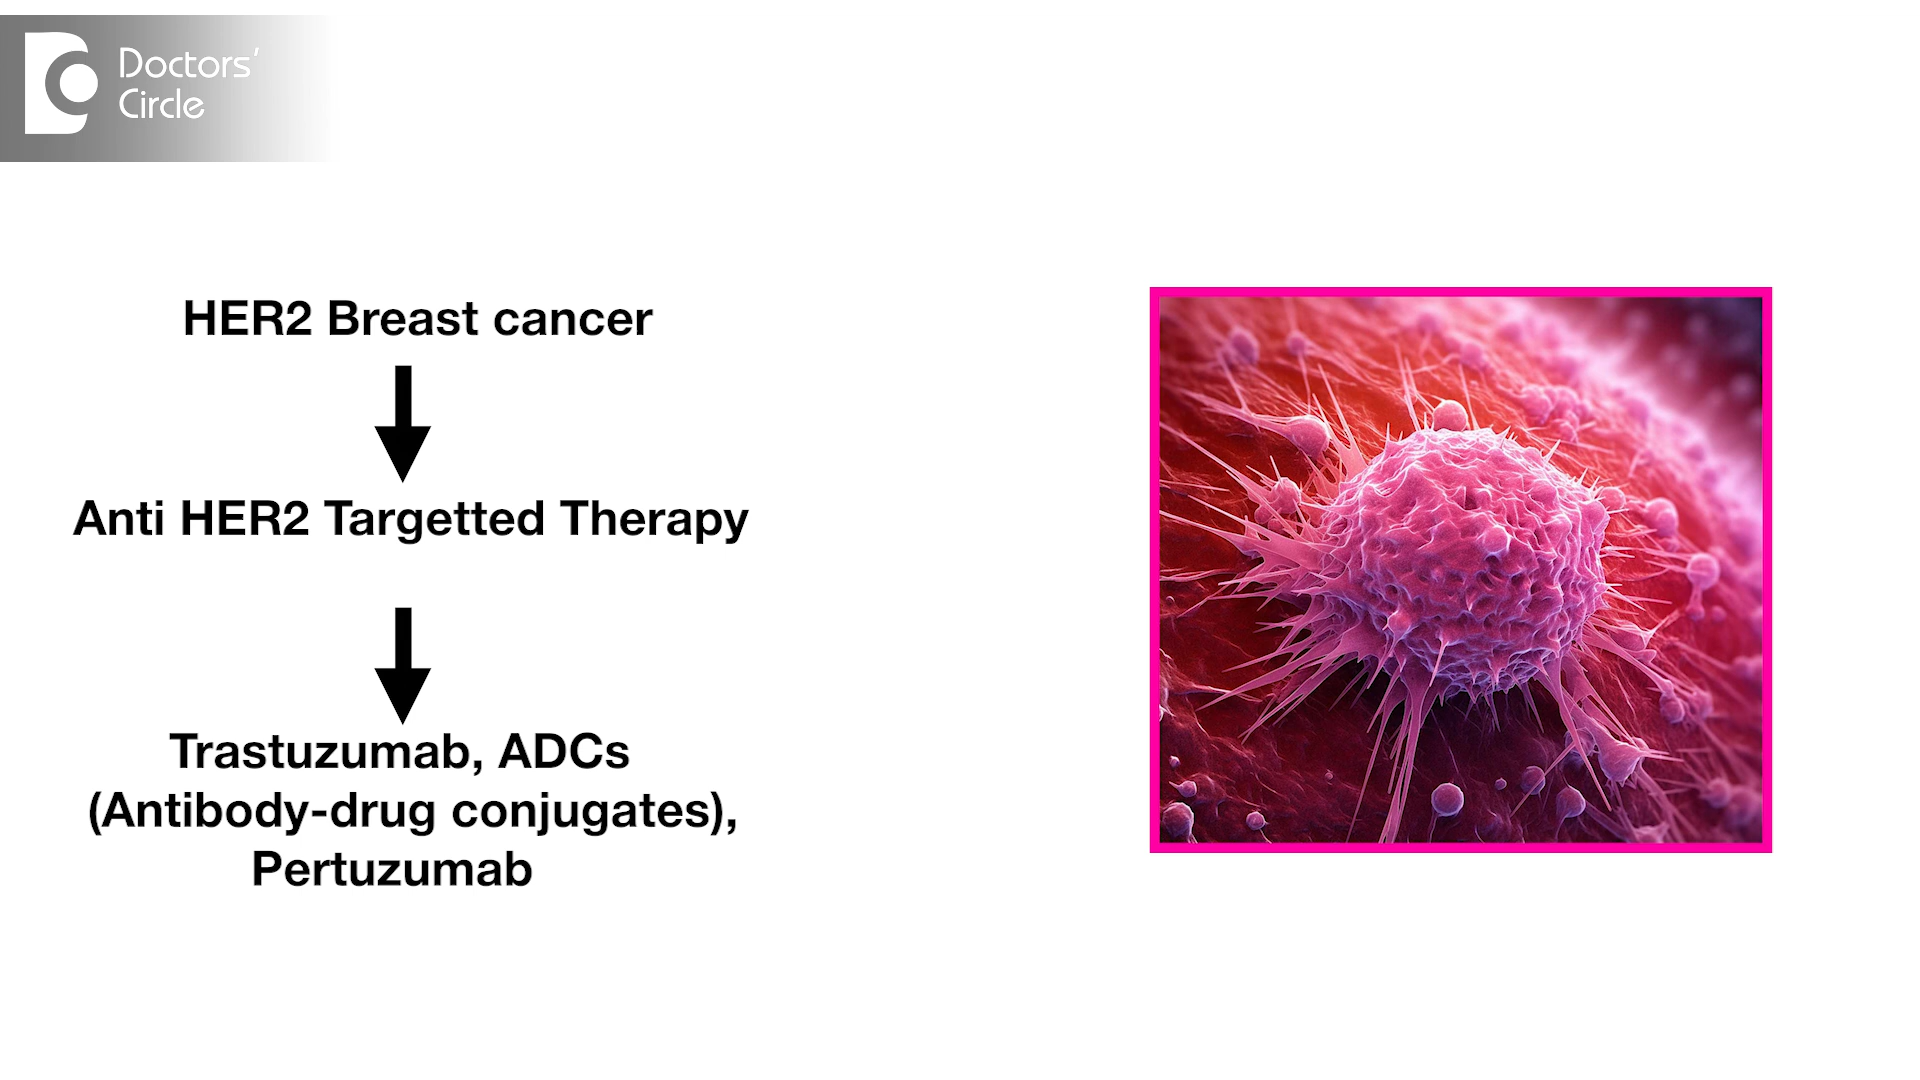 Doctors'
Circle
HER2 Breast cancer
Anti HER2 Targetted Therapy
Trastuzumab, ADCs
(Antibody-drug conjugates),
Pertuzumab